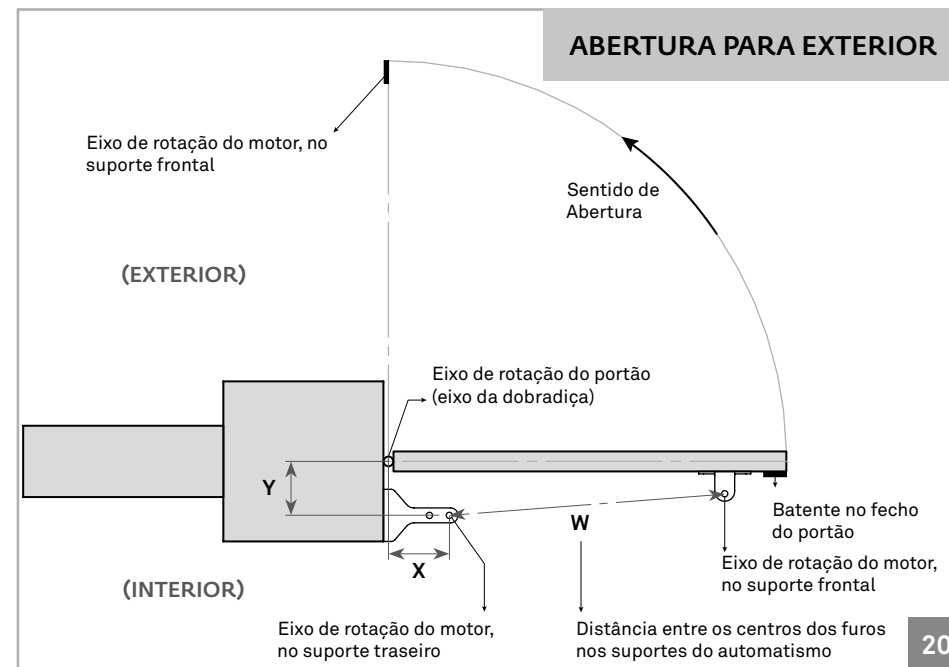 ABERTURA PARA EXTERIOR
Eixo de rotação do motor, no
suporte frontal
Sentido de
Abertura
(EXTERIOR)
Eixo de rotação do portão
(eixo da dobradiça)
Y
W
X
Batente no fecho
do portão
Eixo de rotação do motor,
no suporte frontal
(INTERIOR)
Eixo de rotação do motor,
no suporte traseiro
Distância entre os centros dos furos
nos suportes do automatismo
20